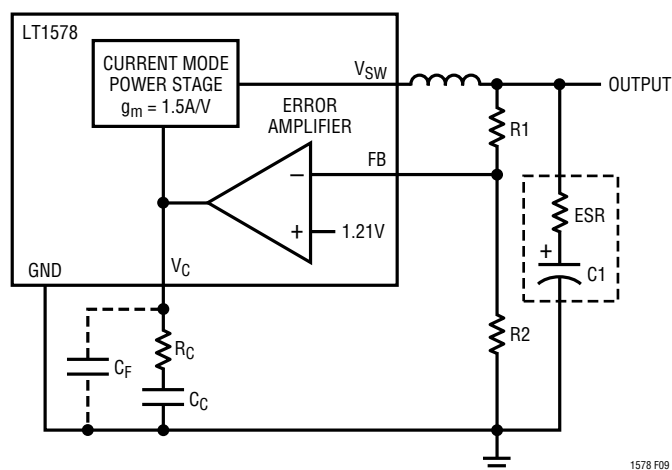 LT1578
CURRENT MODE
POWER STAGE
gm = 1.5A/V
VSW
OUTPUT
ERROR
AMPLIFIER
R1
FB
ESR
–
+
1.21V
+
C1
GND
VC
R2
RC
CF
CC
1578 F09